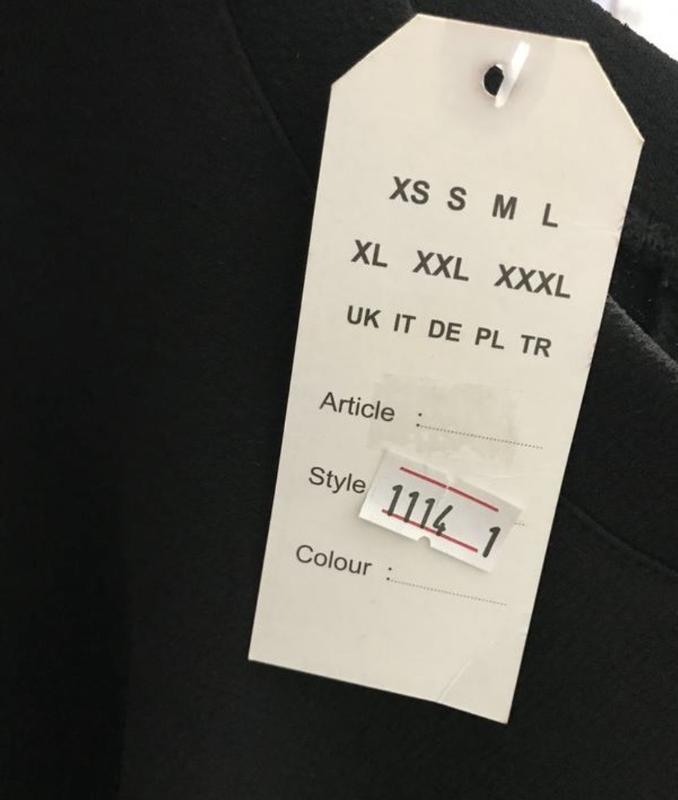 XS S M L
XL XXL XXXL
UK IT DE PL TR
Article :
Style
1114 1
Colour :